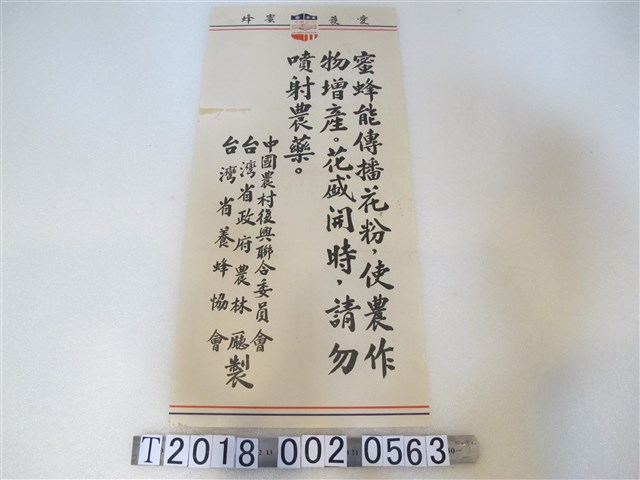 愛護蜜蜂
蜜蜂能傳播花粉，使農作
物增產。花盛開時，請勿
噴射農藥。
中國農村復興聯合委員會
台灣省政府農林廳
台灣省養蜂協會
製
T 2018 002 0563